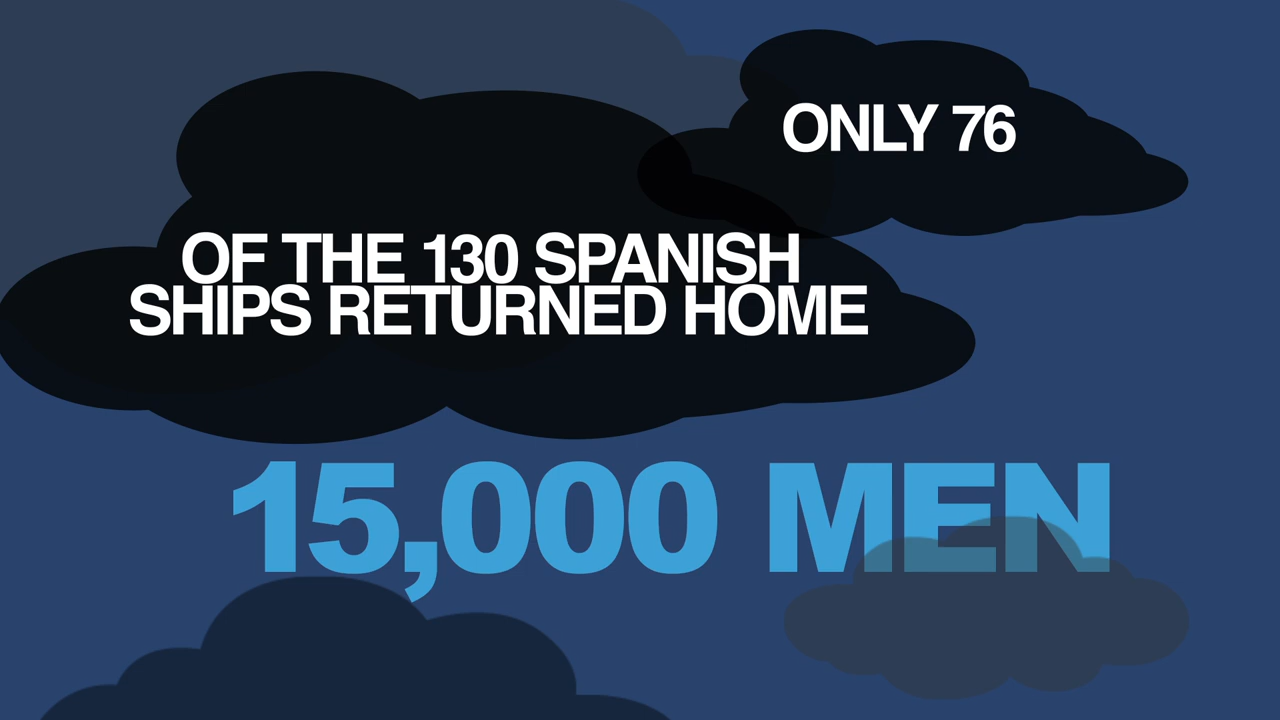 ONLY 76
OF THE 130 SPANISH
SHIPS RETURNED HOME
15,000 MEN